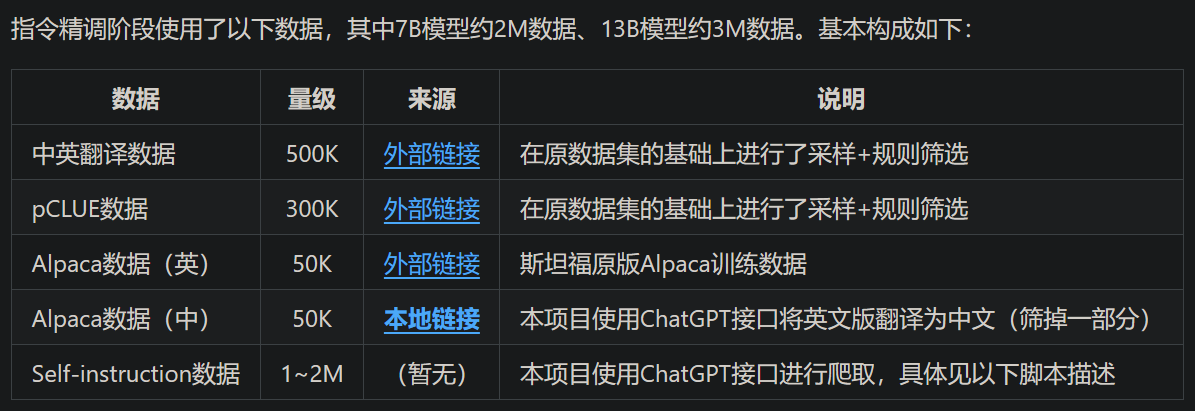 指令精调阶段使用了以下数据，其中7B模型约2M数据、13B模型约3M数据。基本构成如下：
数据 量级 来源 说明
中英翻译数据 500K 外部链接 在原数据集的基础上进行了采样+规则筛选
pCLUE数据 300K 外部链接 在原数据集的基础上进行了采样+规则筛选
Alpaca数据（英） 50K 外部链接 斯坦福原版Alpaca训练数据
Alpaca数据（中） 50K 本地链接 本项目使用ChatGPT接口将英文版翻译为中文（筛掉一部分）
Self-instruction数据 1~2M （暂无） 本项目使用ChatGPT接口进行爬取，具体见以下脚本描述